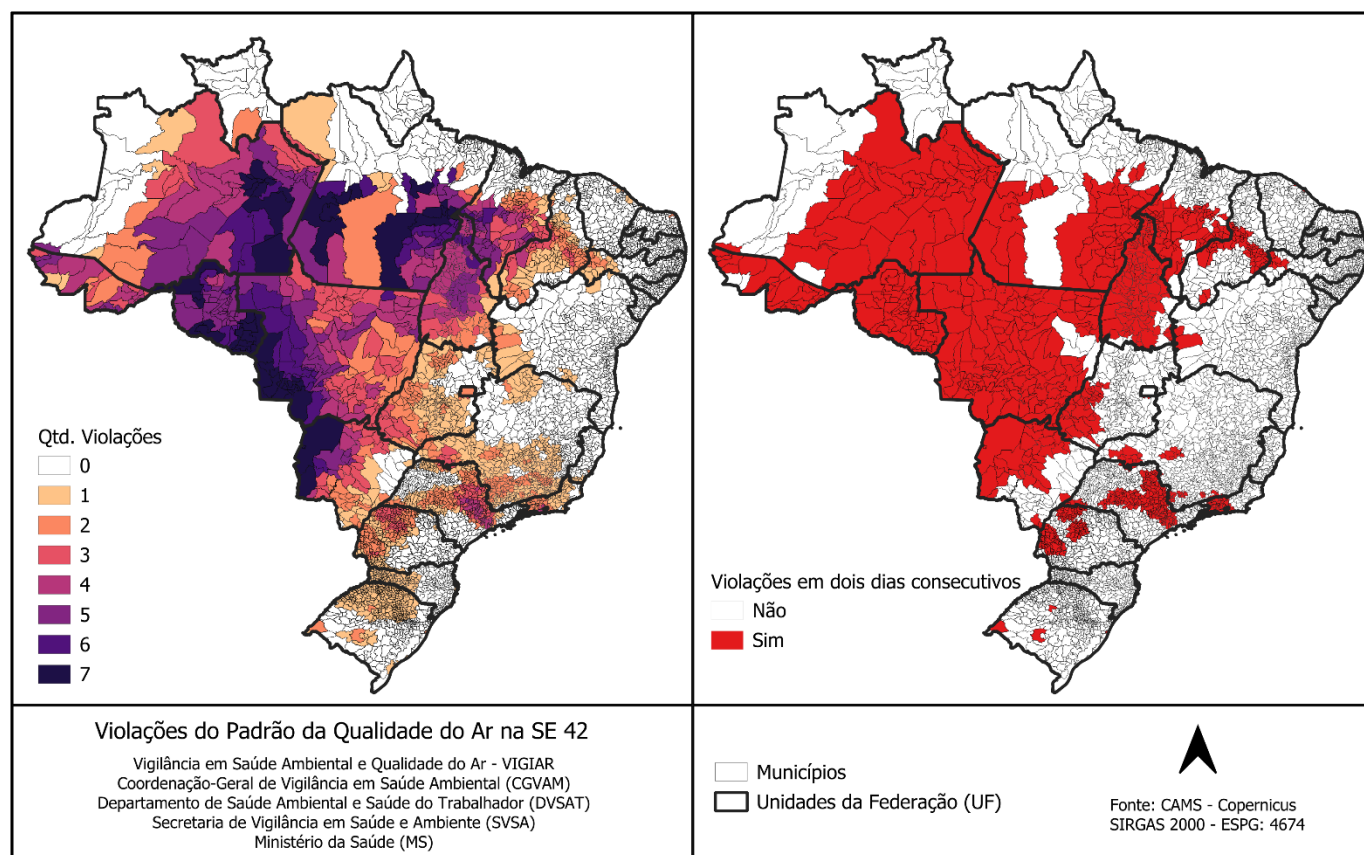 Qtd. Violações
0
1
2
3
4
5
6
7
Violações em dois dias consecutivos
Não
Sim
Violações do Padrão da Qualidade do Ar na SE 42
Vigilância em Saúde Ambiental e Qualidade do Ar - VIGIAR
Coordenação-Geral de Vigilância em Saúde Ambiental (CGVAM)
Departamento de Saúde Ambiental e Saúde do Trabalhador (DVSAT)
Secretaria de Vigilância em Saúde e Ambiente (SVSA)
Ministério da Saúde (MS)
Municípios
Unidades da Federação (UF)
Fonte: CAMS - Copernicus
SIRGAS 2000 - ESPG: 4674